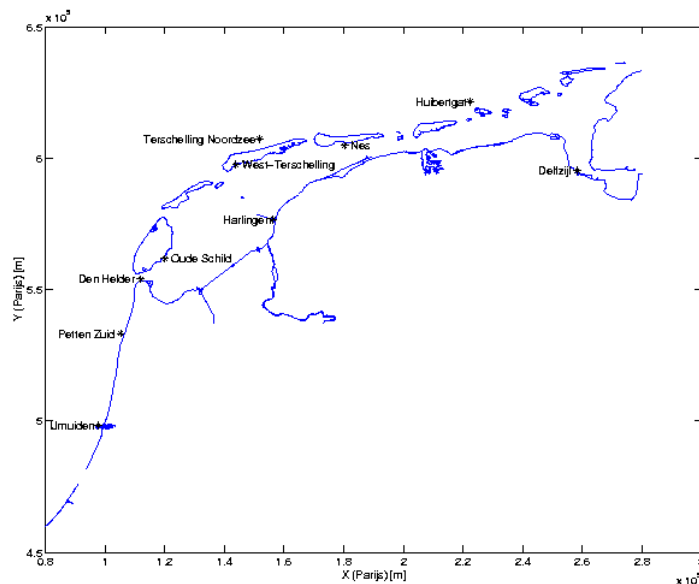 x 10⁵
6.5
6
5.5
5
4.5
Y (Parijs) [m]
Huibertgat
Terschelling Noordzee
Nes
West-Terschelling
Delfzijl
Harlingen
Oude Schild
Den Helder
Petten Zuid
IJmuiden
0.8
1
1.2
1.4
1.6
1.8
2
2.2
2.4
2.6
2.8
X (Parijs) [m]